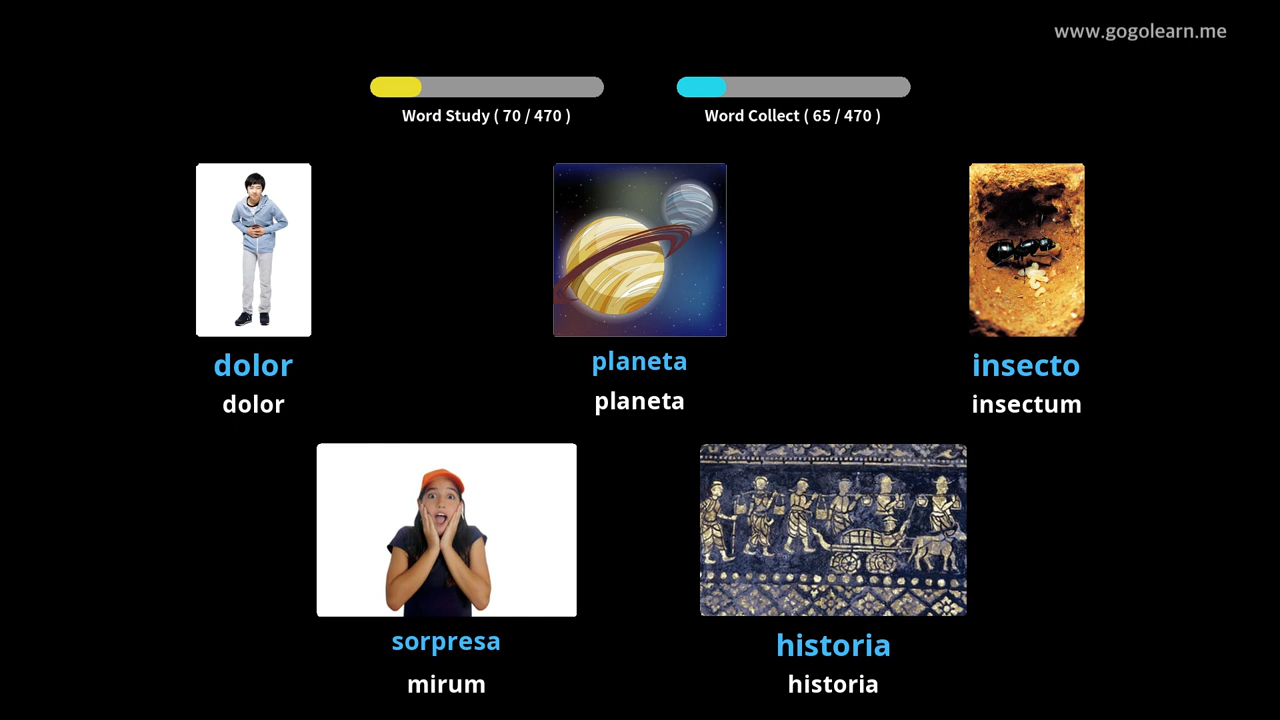 www.gogolearn.me
Word Study ( 70 / 470 )
Word Collect ( 65 / 470 )
dolor
dolor
planeta
planeta
insecto
insectum
sorpresa
mirum
historia
historia